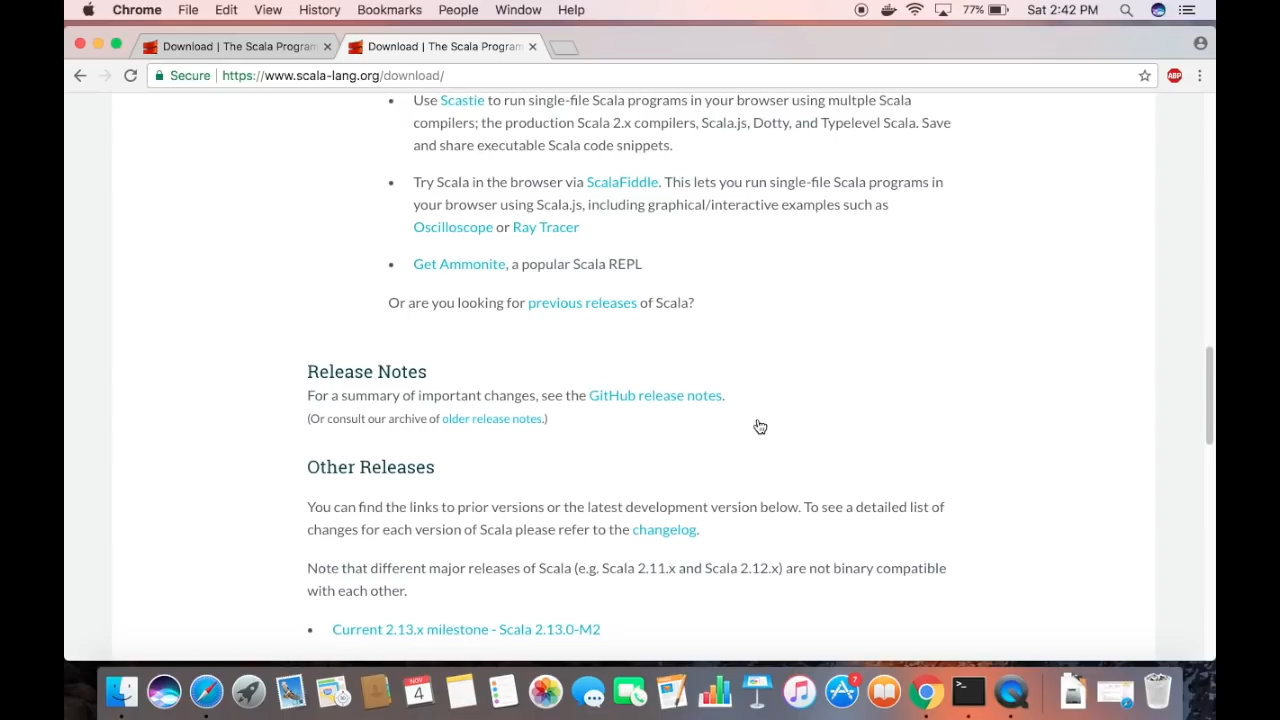 Chrome File Edit View History Bookmarks People Window Help 77% Sat 2:42 PM
Download | The Scala Program Download | The Scala Program
Secure https://www.scala-lang.org/download/ ABP
• Use Scastie to run single-file Scala programs in your browser using multple Scala
compilers; the production Scala 2.x compilers, Scala.js, Dotty, and Typelevel Scala. Save
and share executable Scala code snippets.
• Try Scala in the browser via ScalaFiddle. This lets you run single-file Scala programs in
your browser using Scala.js, including graphical/interactive examples such as
Oscilloscope or Ray Tracer
• Get Ammonite, a popular Scala REPL
Or are you looking for previous releases of Scala?
Release Notes
For a summary of important changes, see the GitHub release notes.
(Or consult our archive of older release notes.)
Other Releases
You can find the links to prior versions or the latest development version below. To see a detailed list of
changes for each version of Scala please refer to the changelog.
Note that different major releases of Scala (e.g. Scala 2.11.x and Scala 2.12.x) are not binary compatible
with each other.
• Current 2.13.x milestone - Scala 2.13.0-M2
NOV
4
7